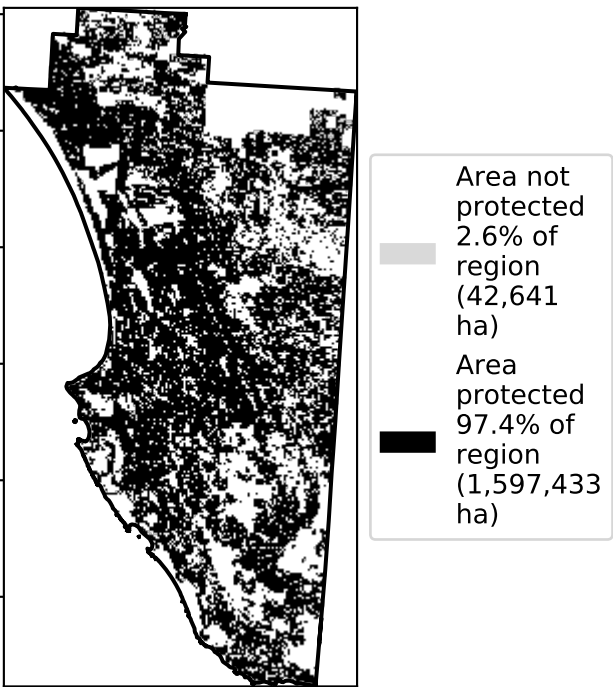 Area not
protected
2.6% of
region
(42,641
ha)
Area
protected
97.4% of
region
(1,597,433
ha)